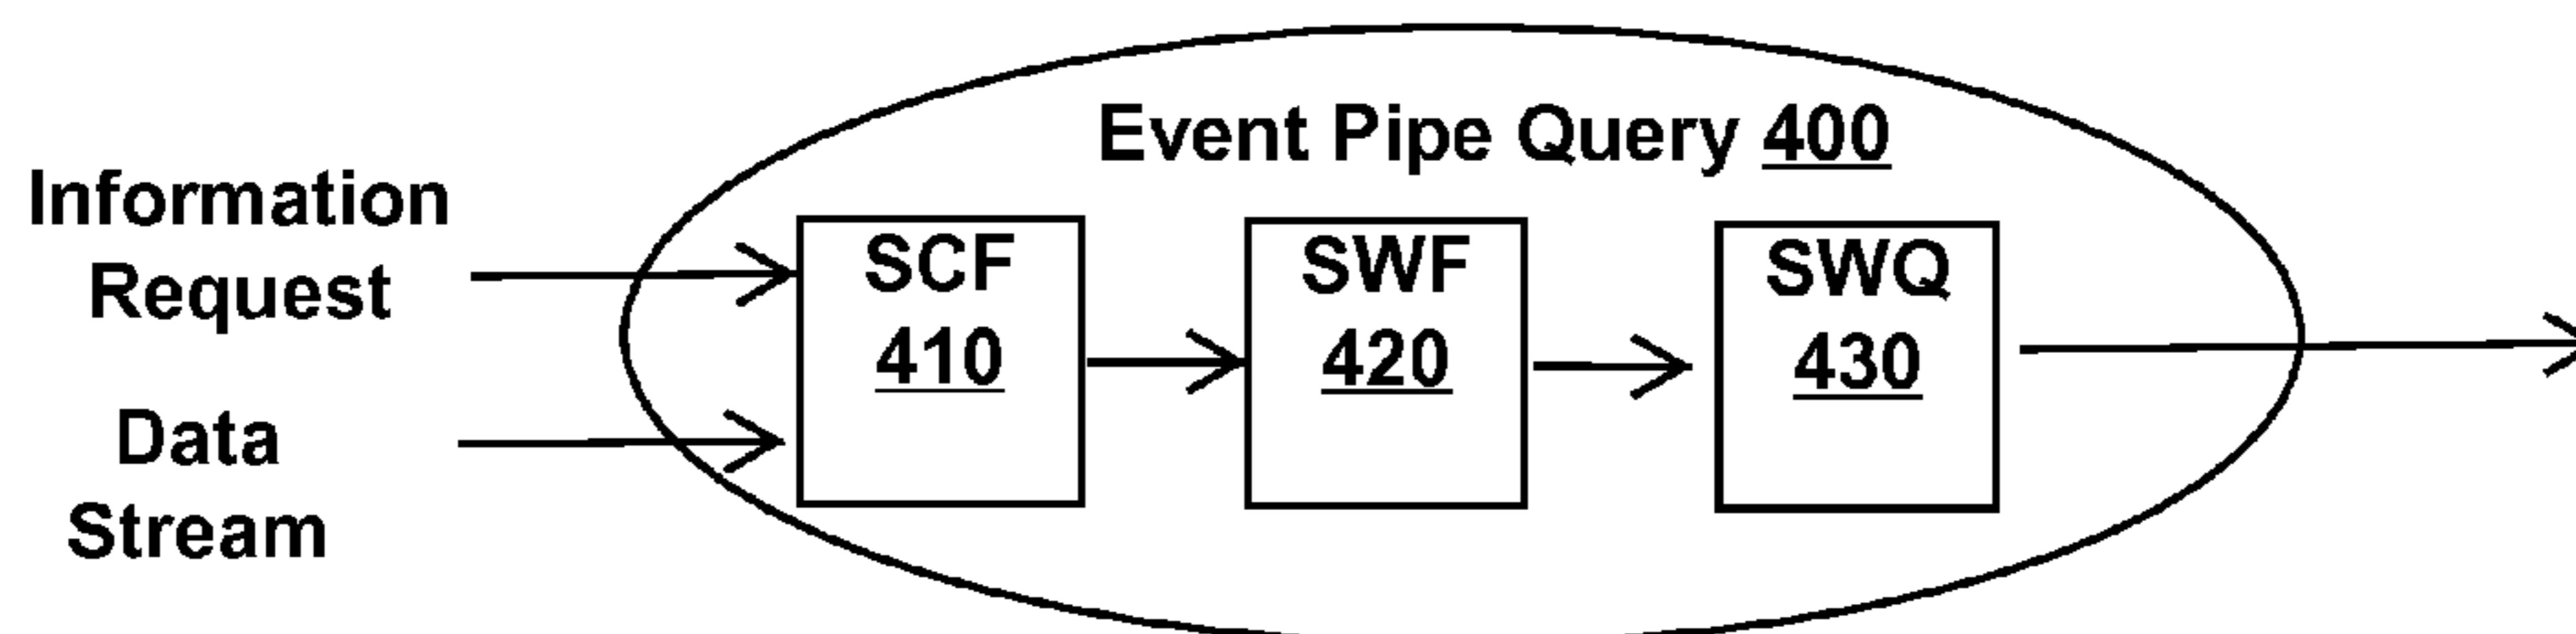 Event Pipe Query 400
Information
Request
Data
Stream
SCF
410
SWF
420
SWQ
430